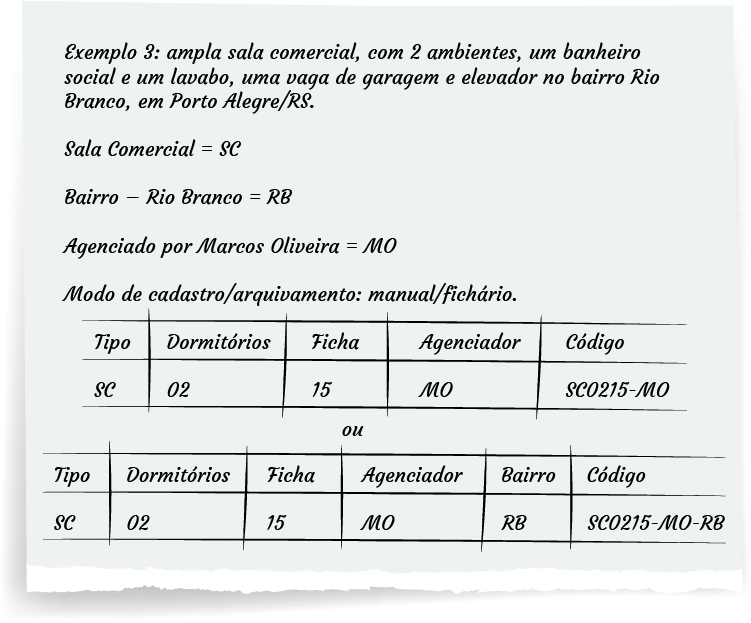 Exemplo 3: ampla sala comercial, com 2 ambientes, um banheiro
social e um lavabo, uma vaga de garagem e elevador no bairro Rio
Branco, em Porto Alegre/RS.
Sala Comercial = SC
Bairro – Rio Branco = RB
Agenciado por Marcos Oliveira = MO
Modo de cadastro/arquivamento: manual/fichário.
Tipo Dormitórios Ficha Agenciador Código
SC 02 15 MO SC0215-MO
ou
Tipo Dormitórios Ficha Agenciador Bairro Código
SC 02 15 MO RB SC0215-MO-RB